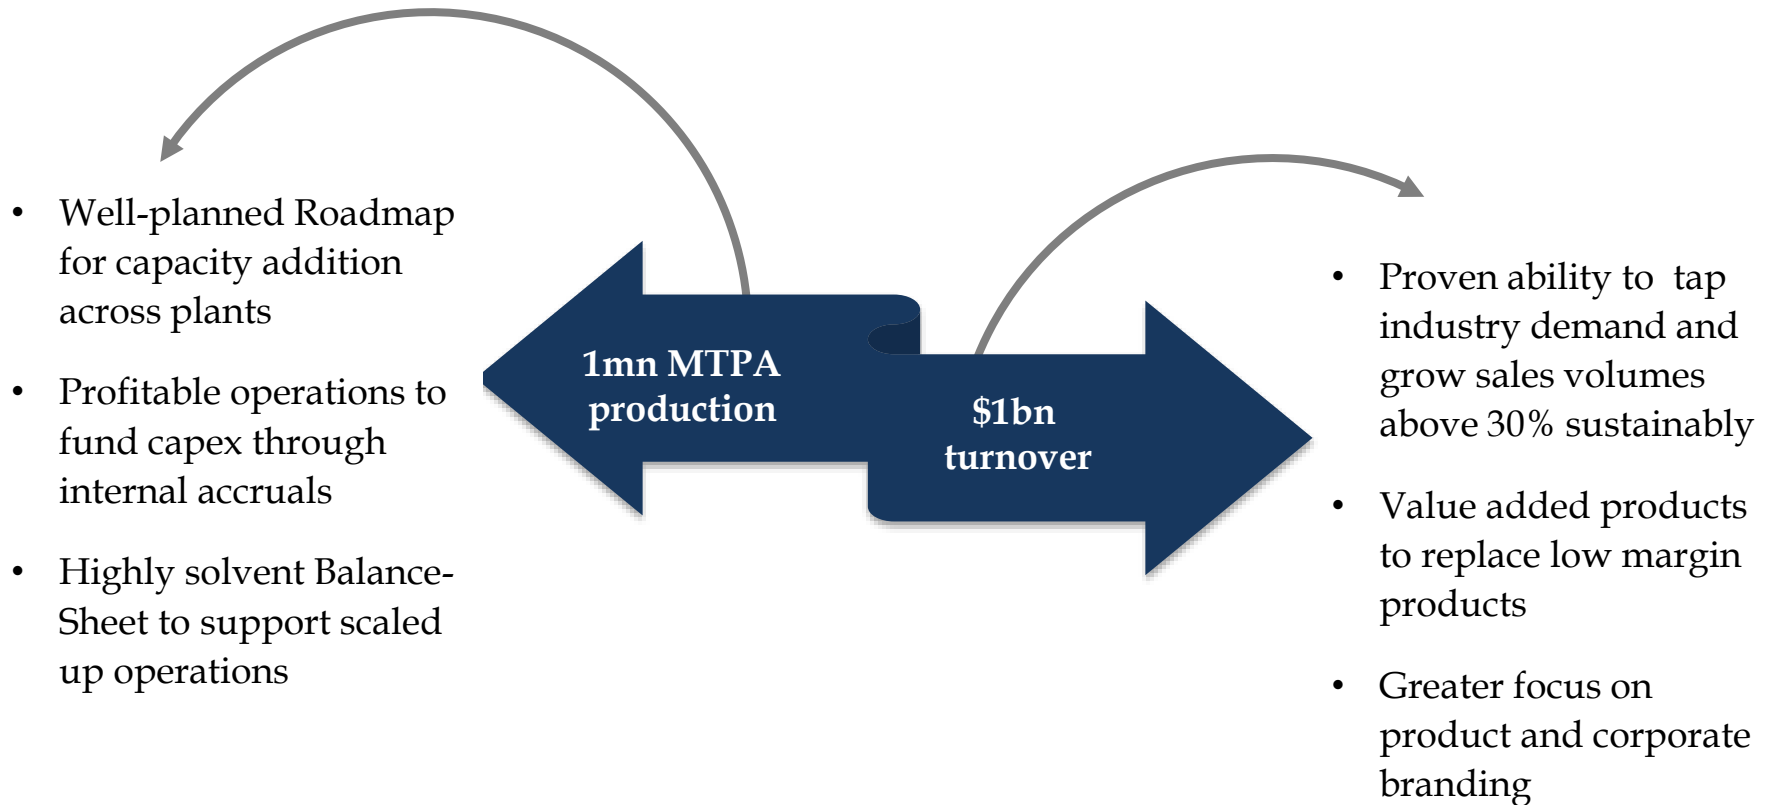 • Well-planned Roadmap
for capacity addition
across plants
• Profitable operations to
fund capex through
internal accruals
• Highly solvent Balance-
Sheet to support scaled
up operations
1mn MTPA
production
$1bn
turnover
• Proven ability to  tap
industry demand and
grow sales volumes
above 30% sustainably
• Value added products
to replace low margin
products
• Greater focus on
product and corporate
branding